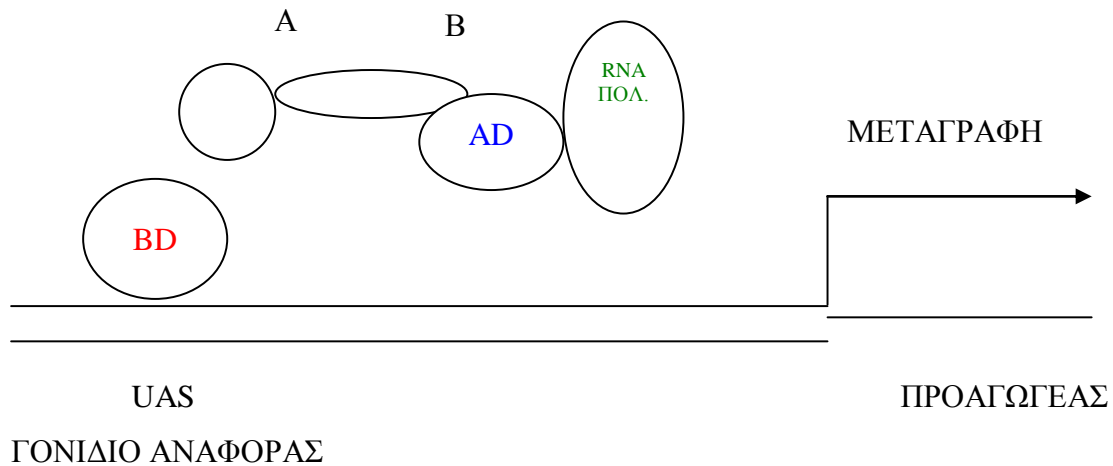 A B
RNA
ΠΟΛ.
AD
ΜΕΤΑΓΡΑΦΗ
BD
UAS ΠΡΟΑΓΩΓΕΑΣ
ΓΟΝΙΔΙΟ ΑΝΑΦΟΡΑΣ